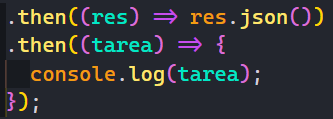 .then((res) => res.json())
.then((tarea) => {
  console.log(tarea);
});